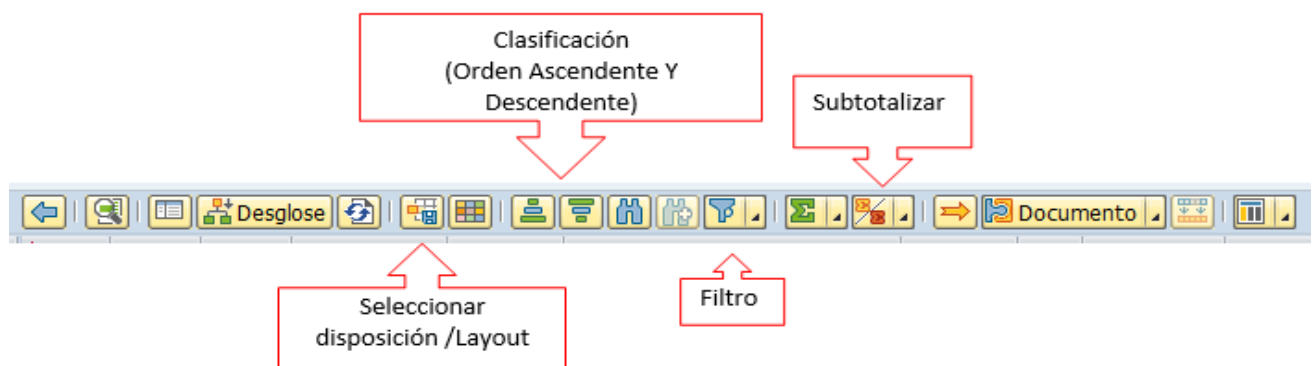 Clasificación
(Orden Ascendente Y
Descendente)
Subtotalizar
Desglose
Documento
Seleccionar
disposición /Layout
Filtro